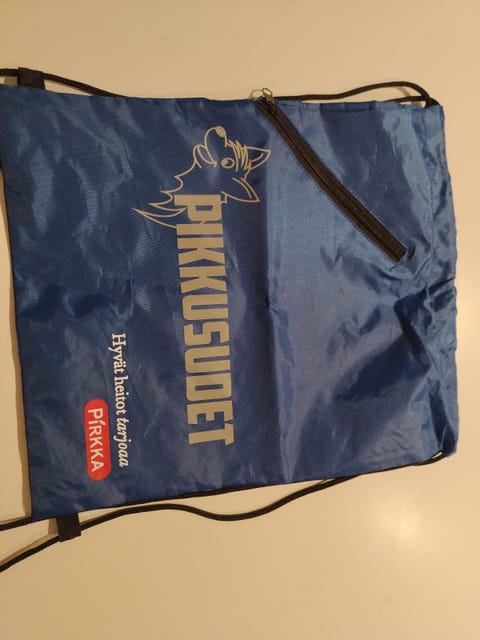 PIKKUSUDET
Hyvät heitot tarjoaa
PIRKKA